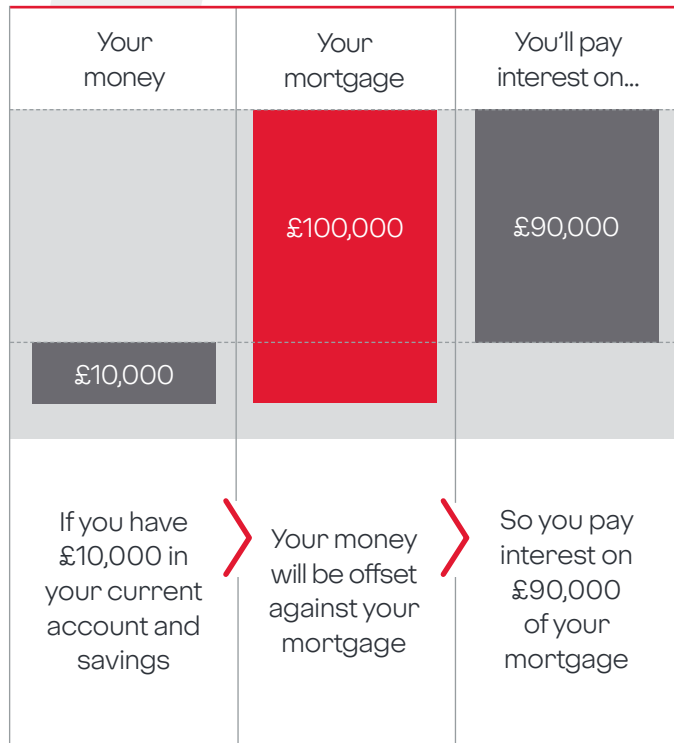 Your
money
Your
mortgage
You’ll pay
interest on...
£10,000
£100,000
£90,000
If you have
£10,000 in
your current
account and
savings
Your money
will be offset
against your
mortgage
So you pay
interest on
£90,000
of your
mortgage